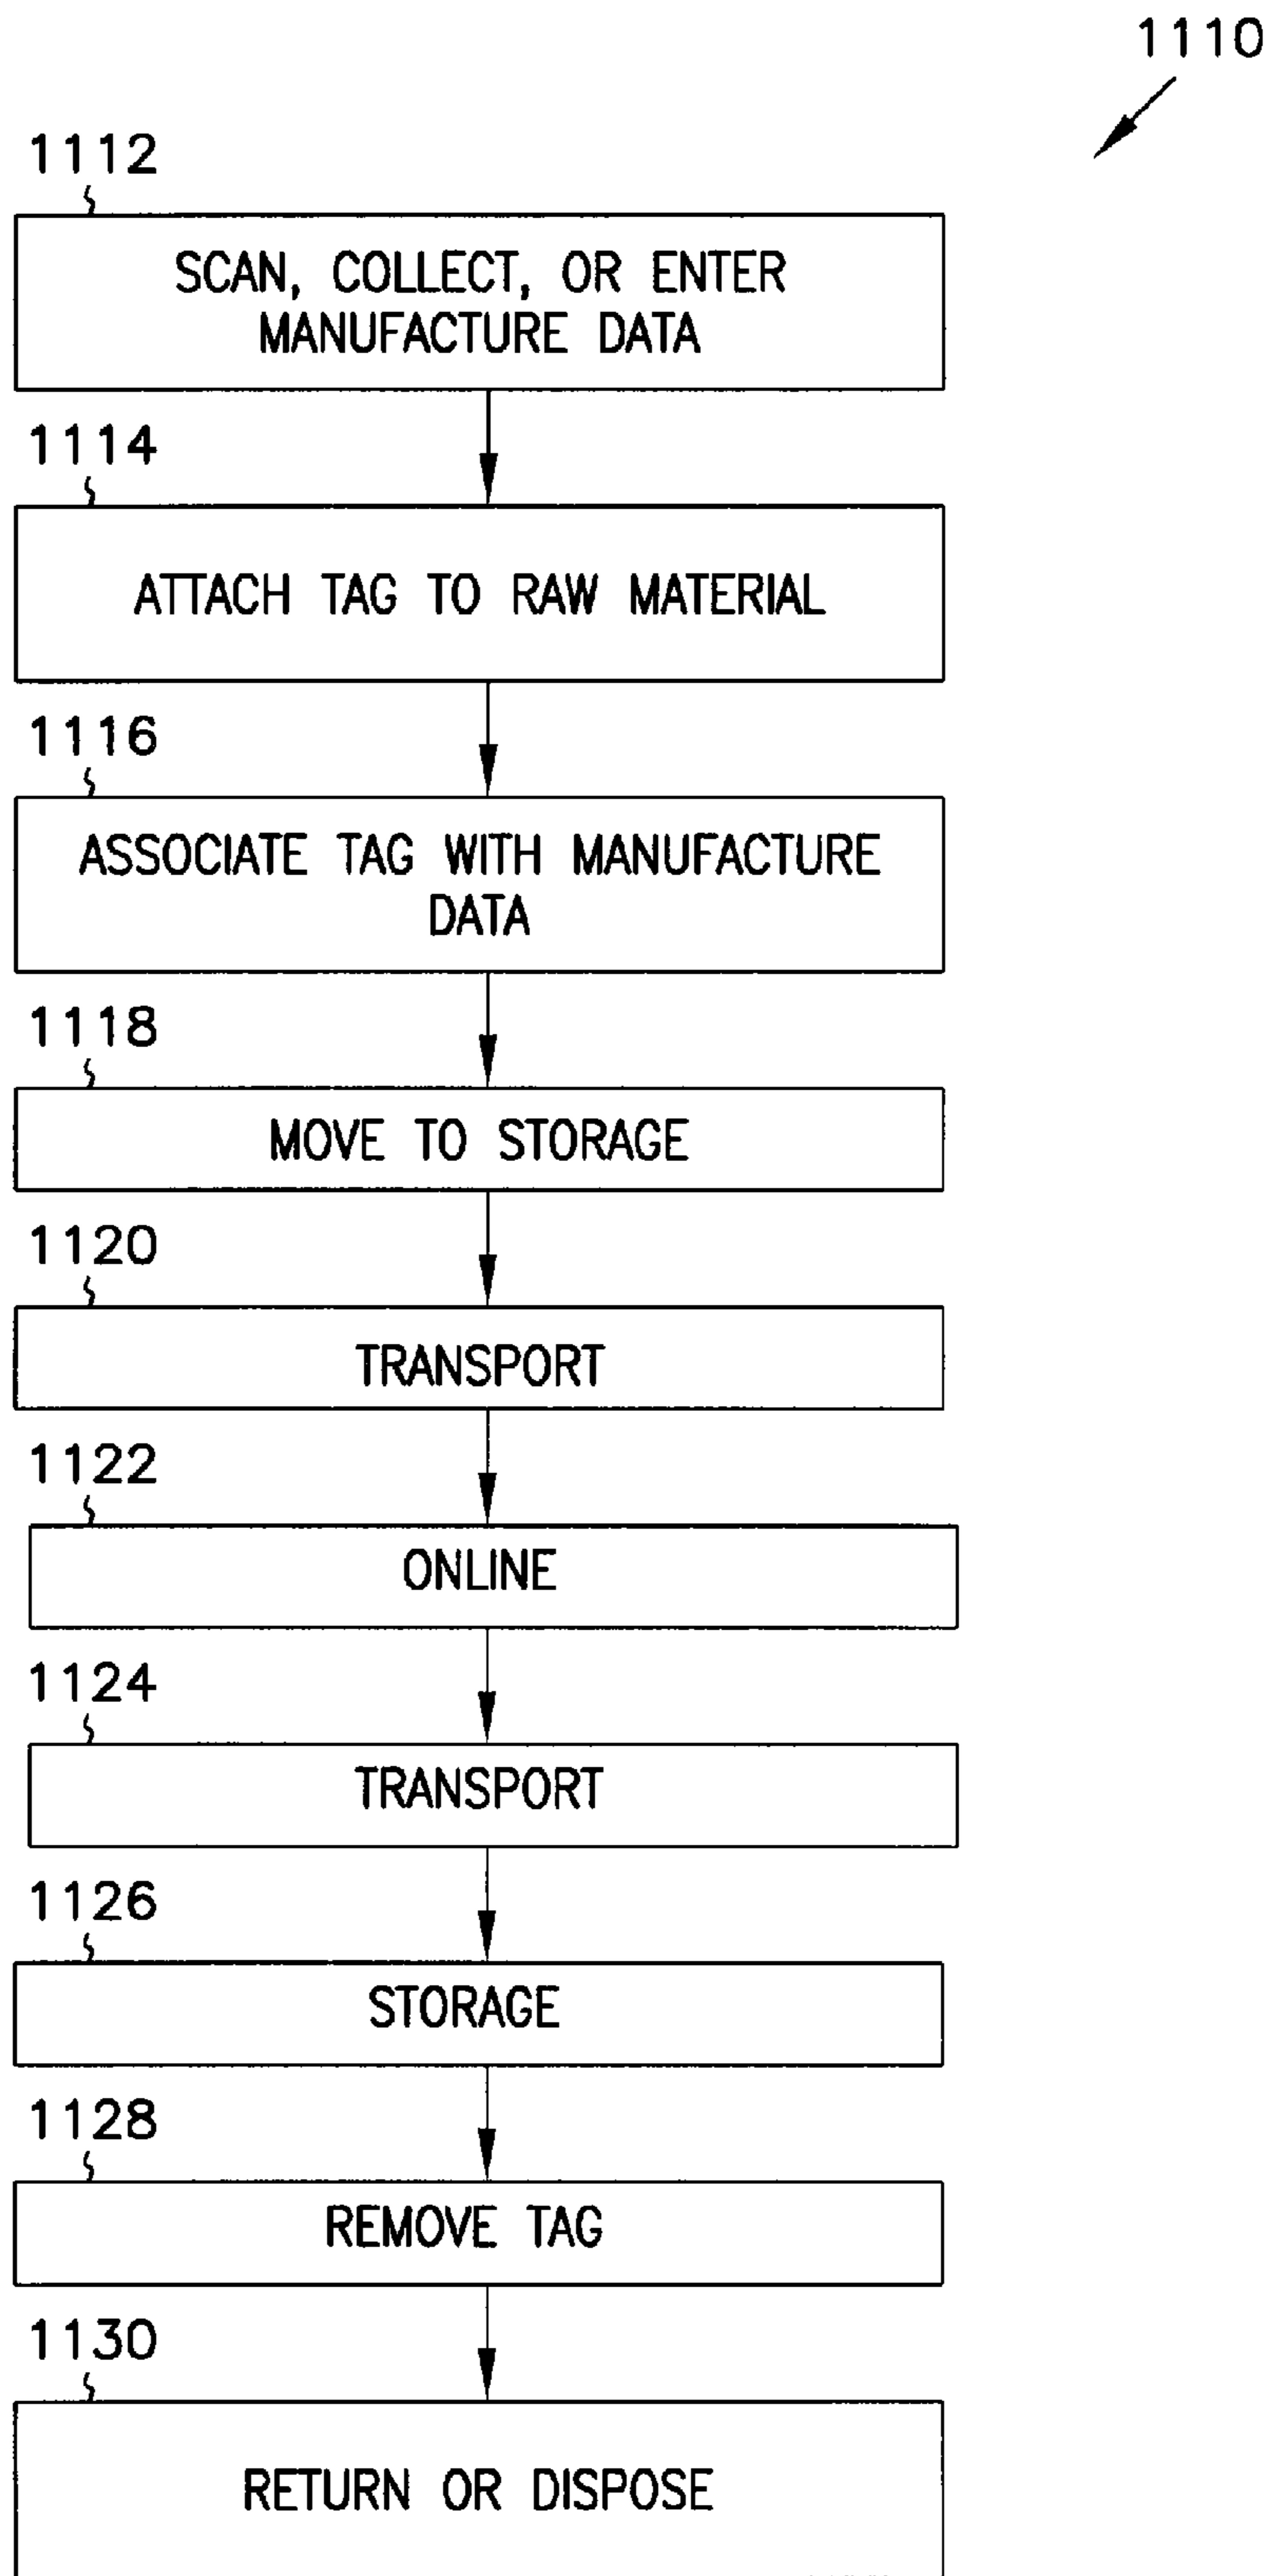 1110
1112
SCAN, COLLECT, OR ENTER
MANUFACTURE DATA
1114
ATTACH TAG TO RAW MATERIAL
1116
ASSOCIATE TAG WITH MANUFACTURE
DATA
1118
MOVE TO STORAGE
1120
TRANSPORT
1122
ONLINE
1124
TRANSPORT
1126
STORAGE
1128
REMOVE TAG
1130
RETURN OR DISPOSE